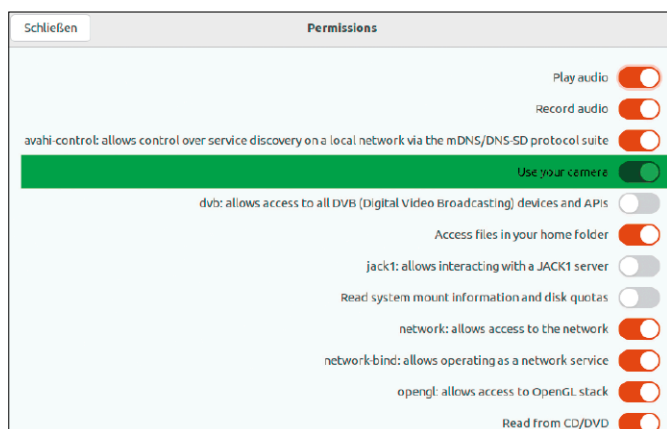 Schließen
Permissions
Play audio
Record audio
avahi-control: allows control over service discovery on a local network via the mDNS/DNS-SD protocol suite
Use your camera
dvb: allows access to all DVB (Digital Video Broadcasting) devices and APIs
Access files in your home folder
jack1: allows interacting with a JACK1 server
Read system mount information and disk quotas
network: allows access to the network
network-bind: allows operating as a network service
opengl: allows access to OpenGL stack
Read from CD/DVD